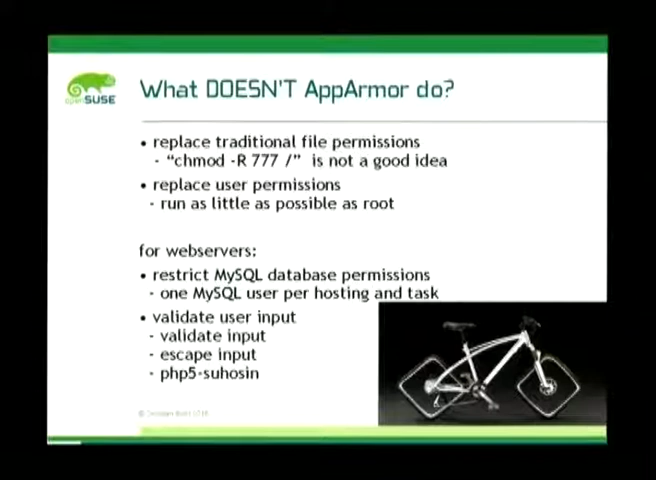 openSUSE
What DOESN'T AppArmor do?
• replace traditional file permissions
- “chmod -R 777 /” is not a good idea
• replace user permissions
- run as little as possible as root
for webservers:
• restrict MySQL database permissions
- one MySQL user per hosting and task
• validate user input
- validate input
- escape input
- php5-suhosin